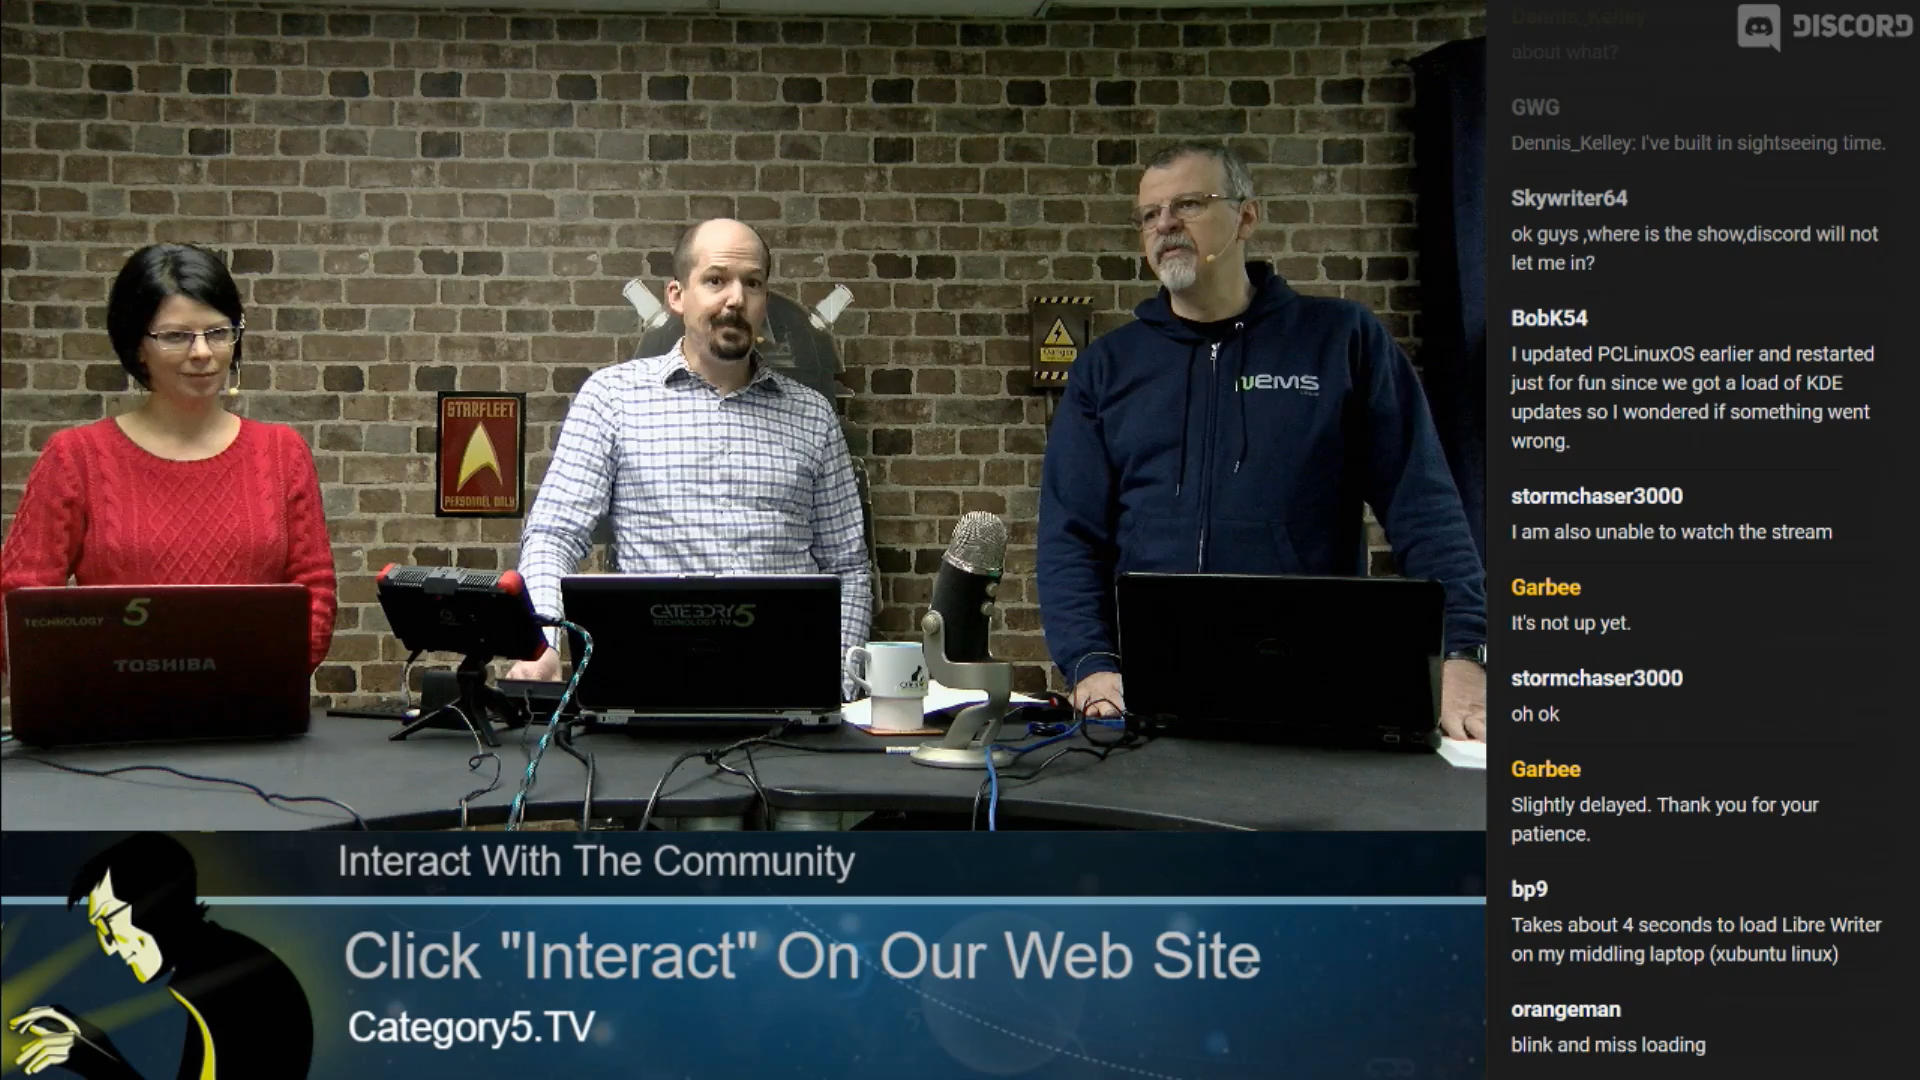 STARFLEET
PERSONNEL ONLY
Danger
NEMS
TECHNOLOGY 5
TOSHIBA
CATEGORY5
TECHNOLOGY TV
Interact With The Community
Click "Interact" On Our Web Site
Category5.TV
DISCORD
Dennis_Kelley
about what?
GWG
Dennis_Kelley: I've built in sightseeing time.
Skywriter64
ok guys ,where is the show,discord will not
let me in?
BobK54
I updated PCLinuxOS earlier and restarted
just for fun since we got a load of KDE
updates so I wondered if something went
wrong.
stormchaser3000
I am also unable to watch the stream
Garbee
It's not up yet.
stormchaser3000
oh ok
Garbee
Slightly delayed. Thank you for your
patience.
bp9
Takes about 4 seconds to load Libre Writer
on my middling laptop (xubuntu linux)
orangeman
blink and miss loading